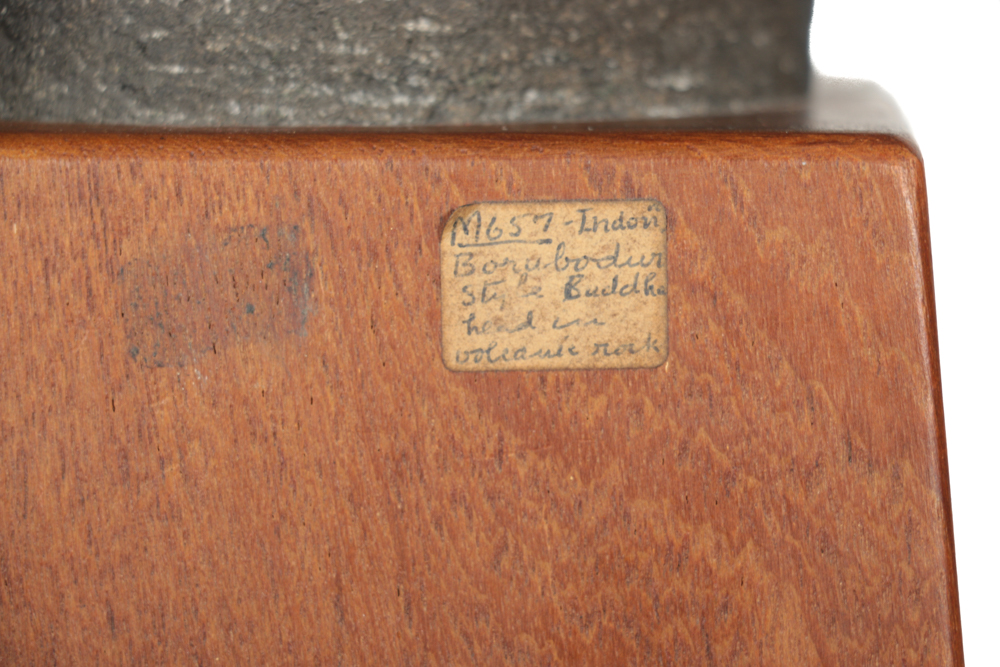 M657 - Indon
Borobodur
style Buddha
head in
volcanic rock